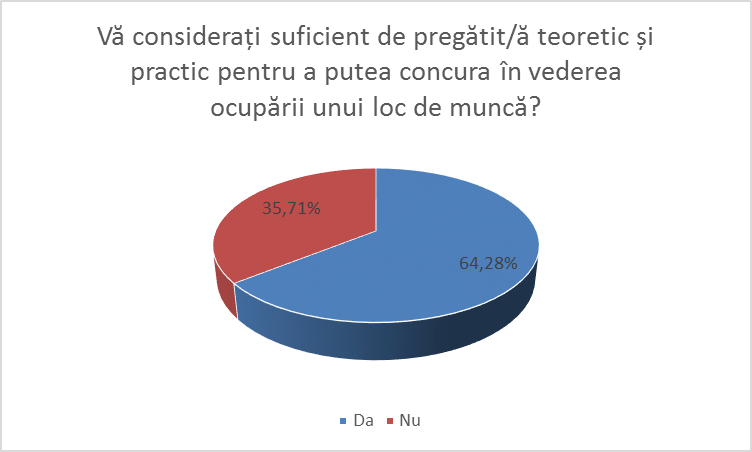 Vă considerați suficient de pregătit/ă teoretic și
practic pentru a putea concura în vederea
ocupării unui loc de muncă?
35,71%
64,28%
Da Nu